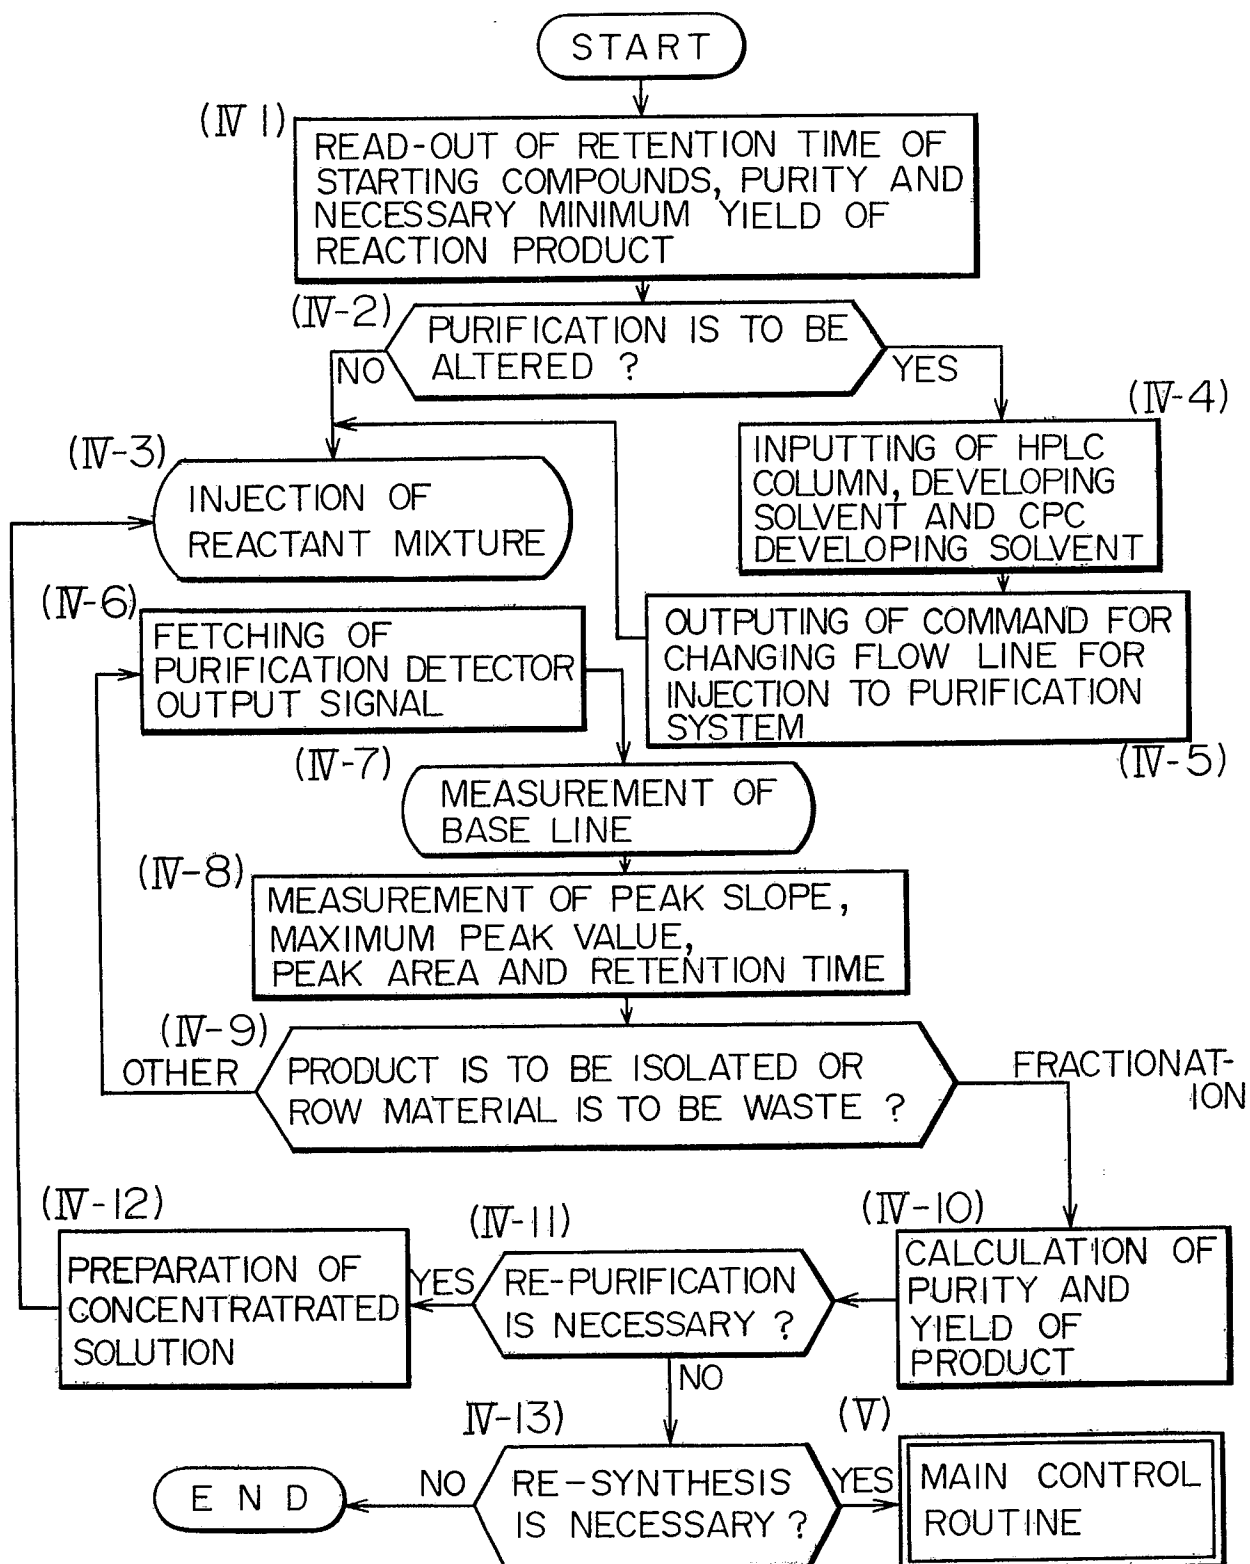 START
(Ⅳ 1)
READ-OUT OF RETENTION TIME OF
STARTING COMPOUNDS, PURITY AND
NECESSARY MINIMUM YIELD OF
REACTION PRODUCT
(Ⅳ-2)
PURIFICATION IS TO BE
ALTERED ?
NO
YES
(Ⅳ-4)
INPUTTING OF HPLC
COLUMN, DEVELOPING
SOLVENT AND CPC
DEVELOPING SOLVENT
(Ⅳ-3)
INJECTION OF
REACTANT MIXTURE
(Ⅳ-6)
FETCHING OF
PURIFICATION DETECTOR
OUTPUT SIGNAL
OUTPUTING OF COMMAND FOR
CHANGING FLOW LINE FOR
INJECTION TO PURIFICATION
SYSTEM
(Ⅳ-5)
(Ⅳ-7)
MEASUREMENT OF
BASE LINE
(Ⅳ-8)
MEASUREMENT OF PEAK SLOPE,
MAXIMUM PEAK VALUE,
PEAK AREA AND RETENTION TIME
(Ⅳ-9)
OTHER
PRODUCT IS TO BE ISOLATED OR
ROW MATERIAL IS TO BE WASTE ?
FRACTIONAT-
ION
(Ⅳ-12)
PREPARATION OF
CONCENTRATRATED
SOLUTION
(Ⅳ-11)
YES
RE-PURIFICATION
IS NECESSARY ?
NO
(Ⅳ-10)
CALCULATION OF
PURITY AND
YIELD OF
PRODUCT
Ⅳ-13)
RE-SYNTHESIS
IS NECESSARY ?
NO
YES
END
(Ⅴ)
MAIN CONTROL
ROUTINE